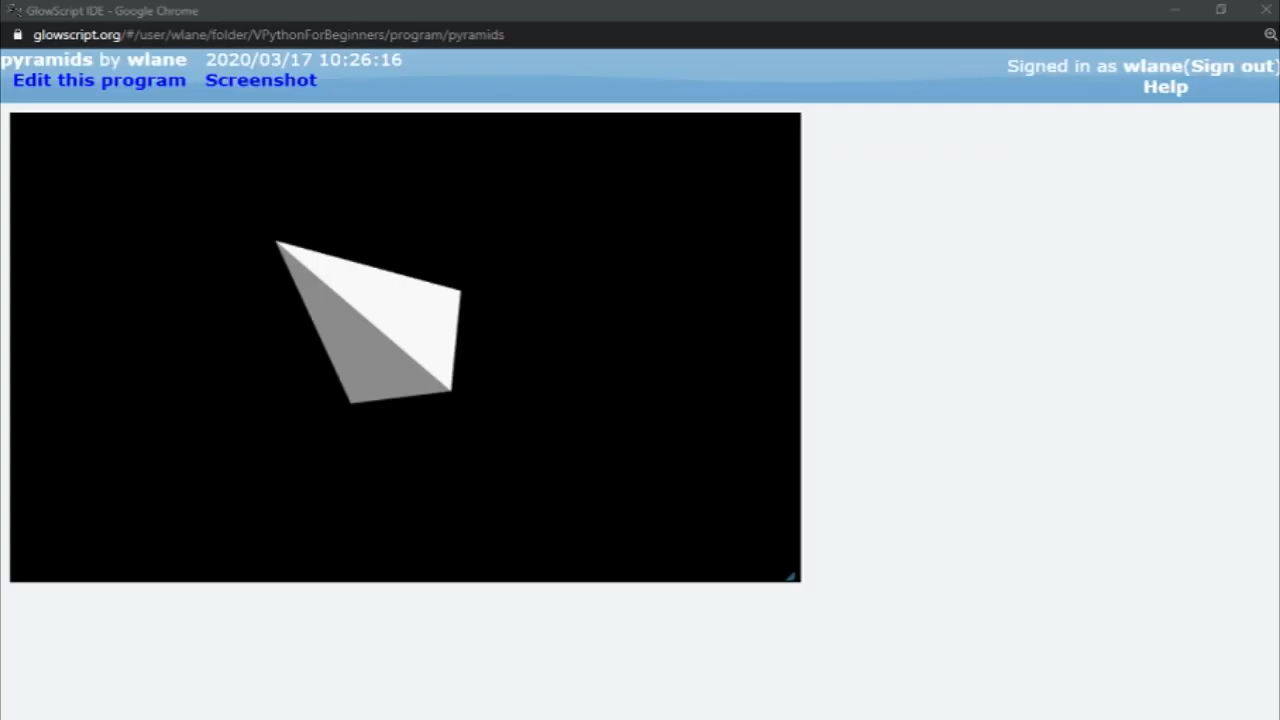 GlowScript IDE - Google Chrome
glowscript.org/#/user/wlane/folder/VPythonForBeginners/program/pyramids
pyramids by wlane 2020/03/17 10:26:16
Signed in as wlane(Sign out)
Edit this program Screenshot
Help